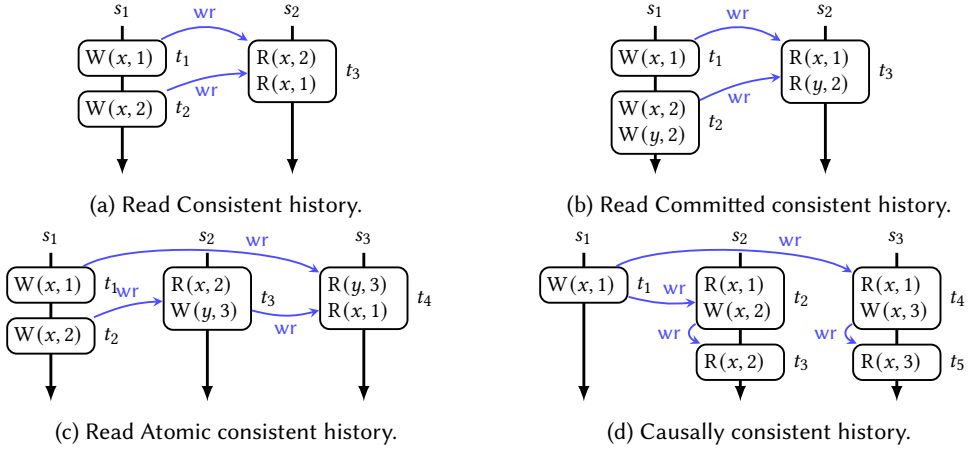 s₁
s₂
wr
W(x, 1)
t₁
R(x, 2)
R(x, 1)
t₃
W(x, 2)
t₂
wr
(a) Read Consistent history.
s₁
s₂
wr
W(x, 1)
t₁
R(x, 1)
R(y, 2)
t₃
W(x, 2)
W(y, 2)
t₂
wr
(b) Read Committed consistent history.
s₁
s₂
s₃
wr
W(x, 1)
t₁
wr
R(x, 2)
W(y, 3)
t₃
R(y, 3)
R(x, 1)
t₄
W(x, 2)
t₂
wr
(c) Read Atomic consistent history.
s₁
s₂
s₃
wr
W(x, 1)
t₁
wr
R(x, 1)
W(x, 2)
t₂
R(x, 1)
W(x, 3)
t₄
wr
R(x, 2)
t₃
wr
R(x, 3)
t₅
(d) Causally consistent history.